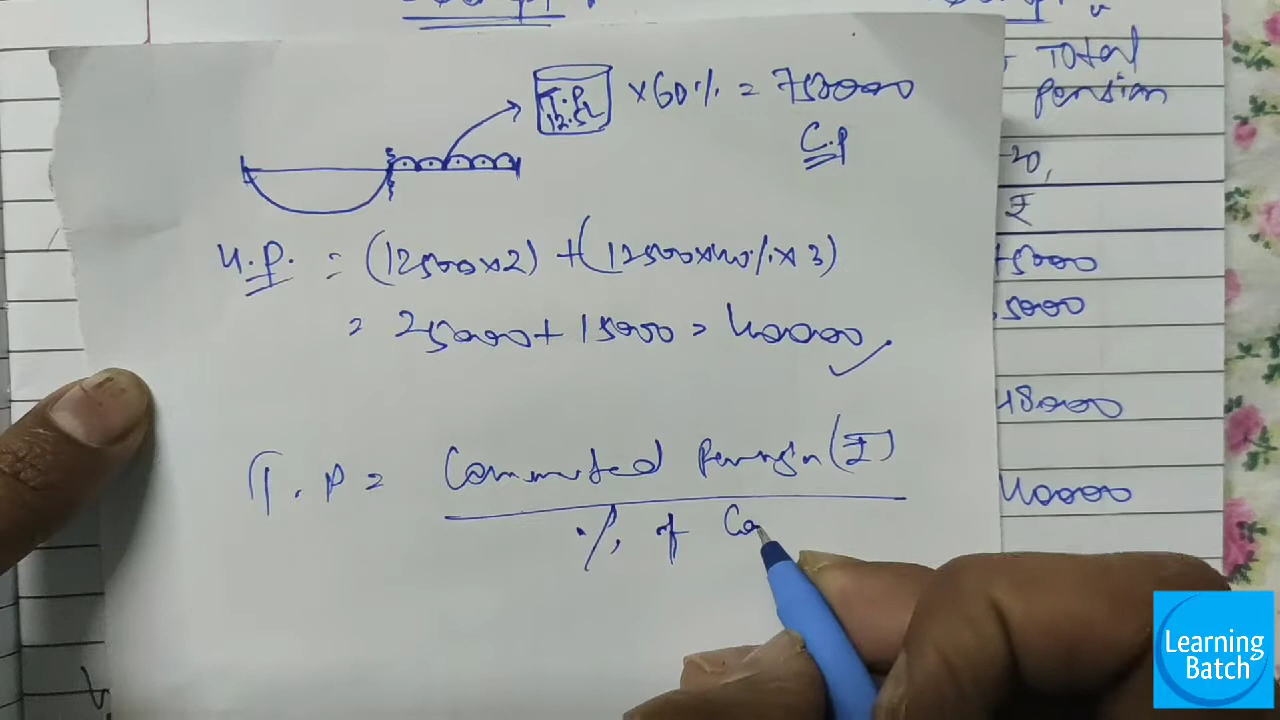 Total
Pension
T.P
12.5L × 60% = 750000
C.P
-20,
₹
U.P. = (12500×2) + (12500×40%×3)
+5000
= 25000 + 15000 = 40000
5000
48000
T.P = Commuted Pension (₹)
40000
% of Co
Learning
Batch